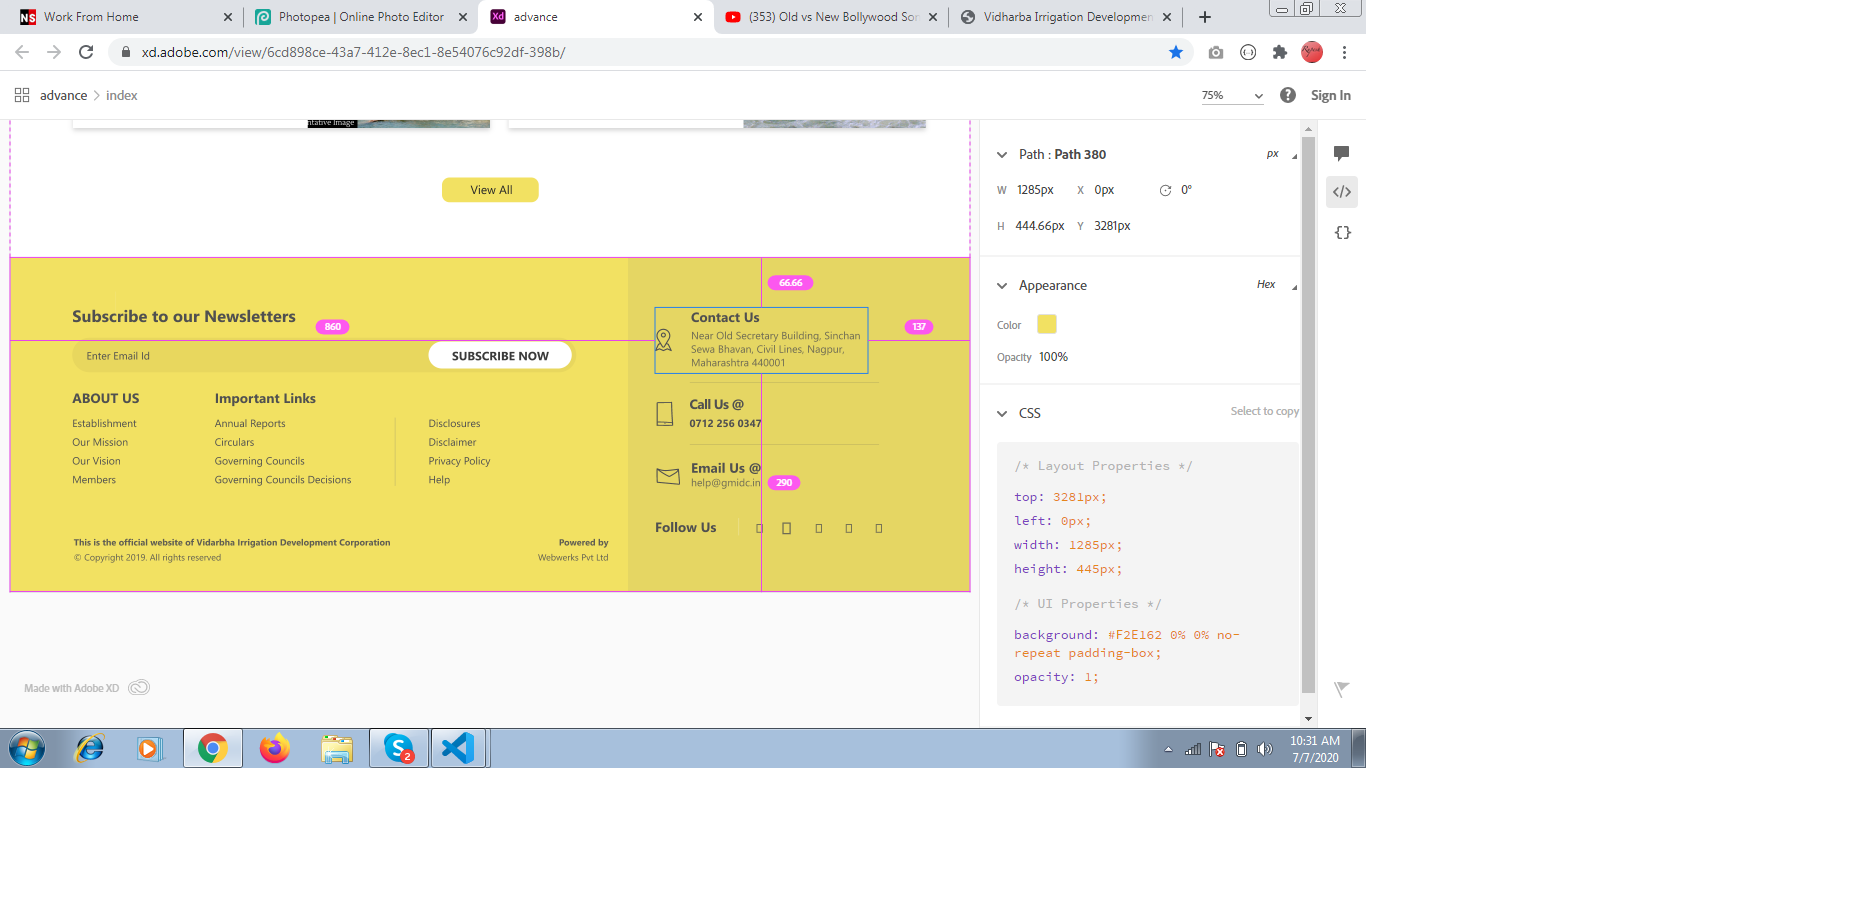 Work From Home
Photopea | Online Photo Editor
Xd advance
(353) Old vs New Bollywood Son
Vidharba Irrigation Developmen
xd.adobe.com/view/6cd898ce-43a7-412e-8ec1-8e54076c92df-398b/
advance > index
75%
Sign In
ntative Image
View All
66.66
Subscribe to our Newsletters
860
Enter Email Id
SUBSCRIBE NOW
ABOUT US
Establishment
Our Mission
Our Vision
Members
Important Links
Annual Reports
Circulars
Governing Councils
Governing Councils Decisions
Disclosures
Disclaimer
Privacy Policy
Help
This is the official website of Vidarbha Irrigation Development Corporation
© Copyright 2019. All rights reserved
Powered by
Webwerks Pvt Ltd
Contact Us
Near Old Secretary Building, Sinchan
Sewa Bhavan, Civil Lines, Nagpur,
Maharashtra 440001
137
Call Us @
0712 256 0347
Email Us @
help@gmidc.in
290
Follow Us
Made with Adobe XD
Path : Path 380
px
W 1285px X 0px 0°
H 444.66px Y 3281px
Appearance
Hex
Color
Opacity 100%
CSS
Select to copy
/* Layout Properties */
top: 3281px;
left: 0px;
width: 1285px;
height: 445px;
/* UI Properties */
background: #F2E162 0% 0% no-
repeat padding-box;
opacity: 1;
2
10:31 AM
7/7/2020